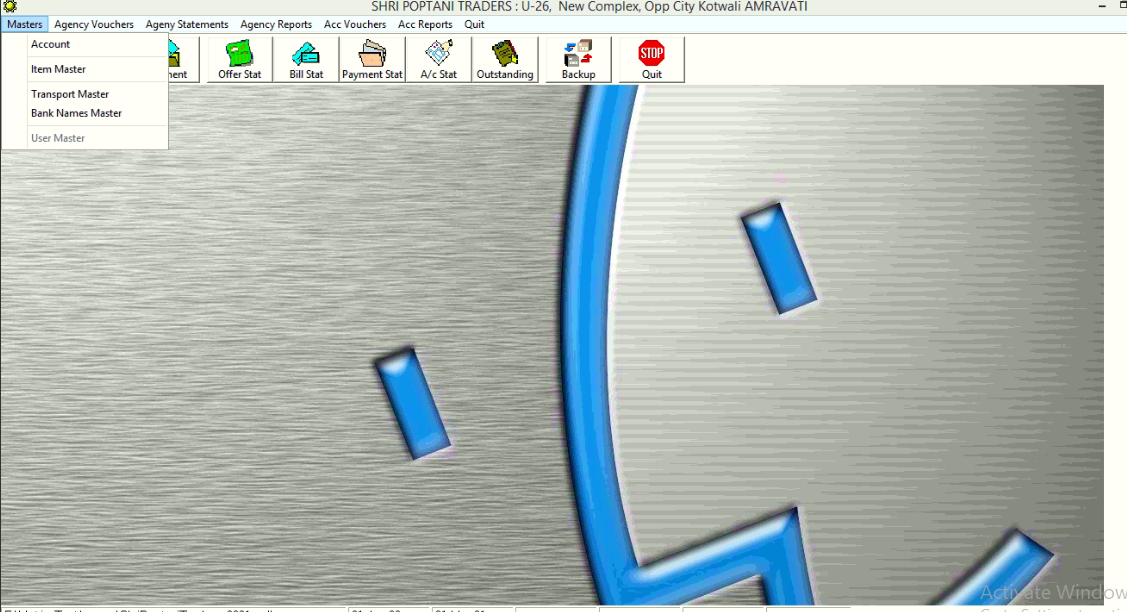 SHRI POPTANI TRADERS : U-26, New Complex, Opp City Kotwali AMRAVATI
Masters Agency Vouchers Ageny Statements Agency Reports Acc Vouchers Acc Reports Quit
Account
Item Master
Transport Master
Bank Names Master
User Master
Offer Stat Bill Stat Payment Stat A/c Stat Outstanding Backup Quit
STOP
Activate Window